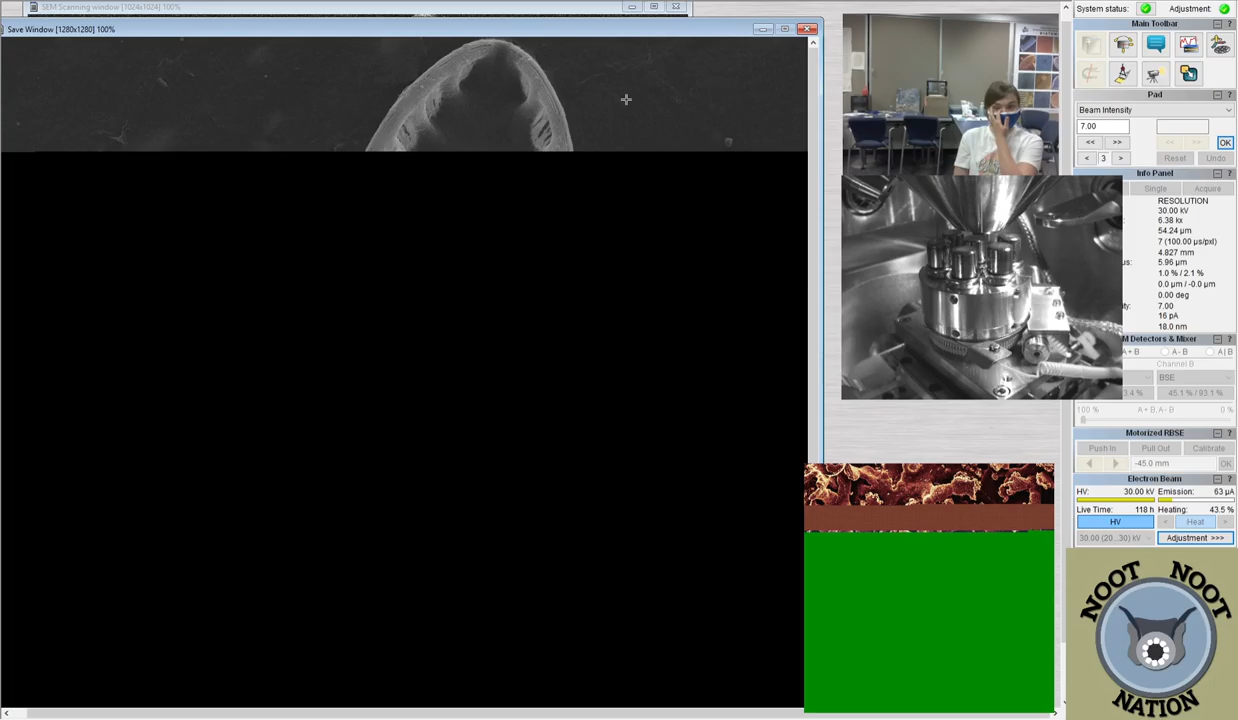 SEM Scanning window [1024x1024] 100%
Save Window [1280x1280] 100%
System status:
Adjustment:
Main Toolbar
Pad
Beam Intensity
7.00
<< >>
<< >> OK
< 3 >
Reset Undo
Info Panel
Single Acquire
RESOLUTION
30.00 kV
6.38 kx
54.24 µm
7 (100.00 µs/pxl)
4.827 mm
us: 5.96 µm
1.0 % / 2.1 %
0.0 µm / -0.0 µm
0.00 deg
ity: 7.00
16 pA
18.0 nm
M Detectors & Mixer
A + B A - B A | B
Channel B
BSE
3.4 % 45.1 % / 93.1 %
100 % A + B, A - B 0 %
Motorized RBSE
Push In Pull Out Calibrate
-45.0 mm OK
Electron Beam
HV: 30.00 kV Emission: 63 µA
Live Time: 118 h Heating: 43.5 %
HV < Heat >
30.00 (20...30) kV Adjustment >>>
NOOT NOOT
NATION